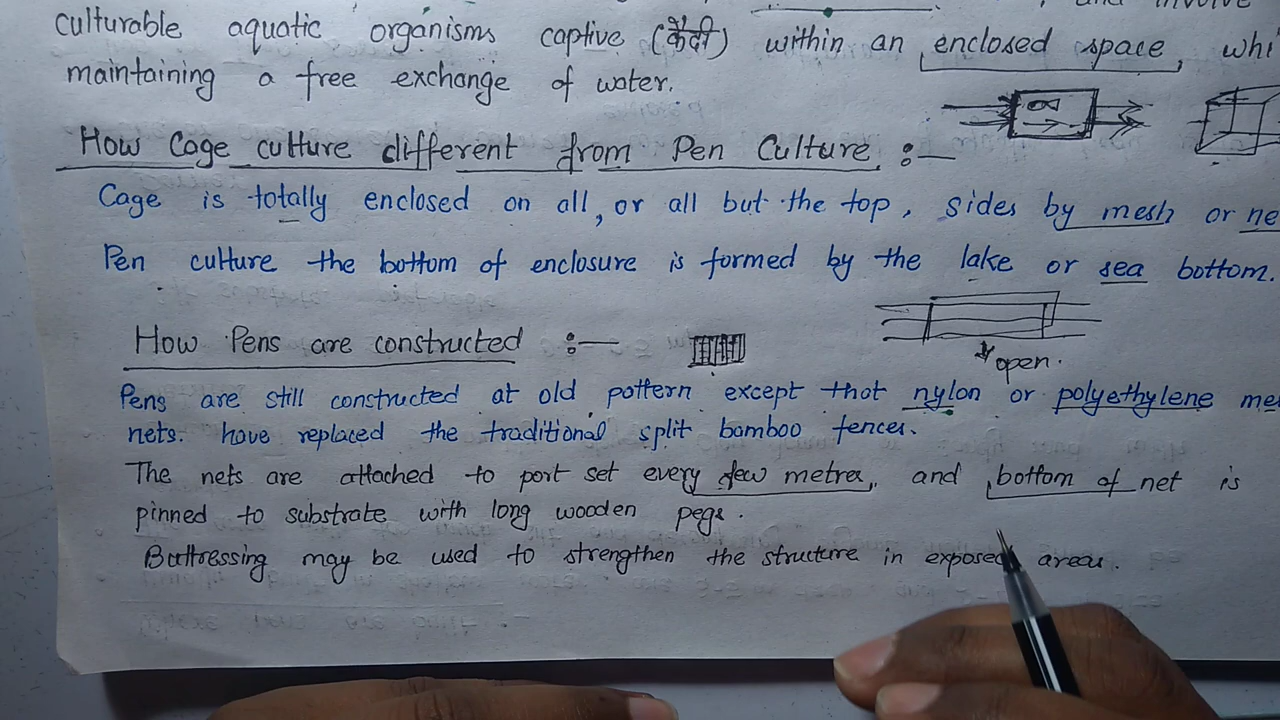 and involve
culturable aquatic organisms captive (कैदी) within an enclosed space, whi
maintaining a free exchange of water.
How Cage culture different from Pen Culture :—
Cage is totally enclosed on all, or all but the top, sides by mesh or ne
Pen culture the bottom of enclosure is formed by the lake or sea bottom.
How Pens are constructed :—
open.
Pens are still constructed at old pattern except that nylon or polyethylene me
nets. have replaced the traditional split bamboo fences.
The nets are attached to port set every few metres, and bottom of net is
pinned to substrate with long wooden pegs.
Buttressing may be used to strengthen the structure in exposed areas.